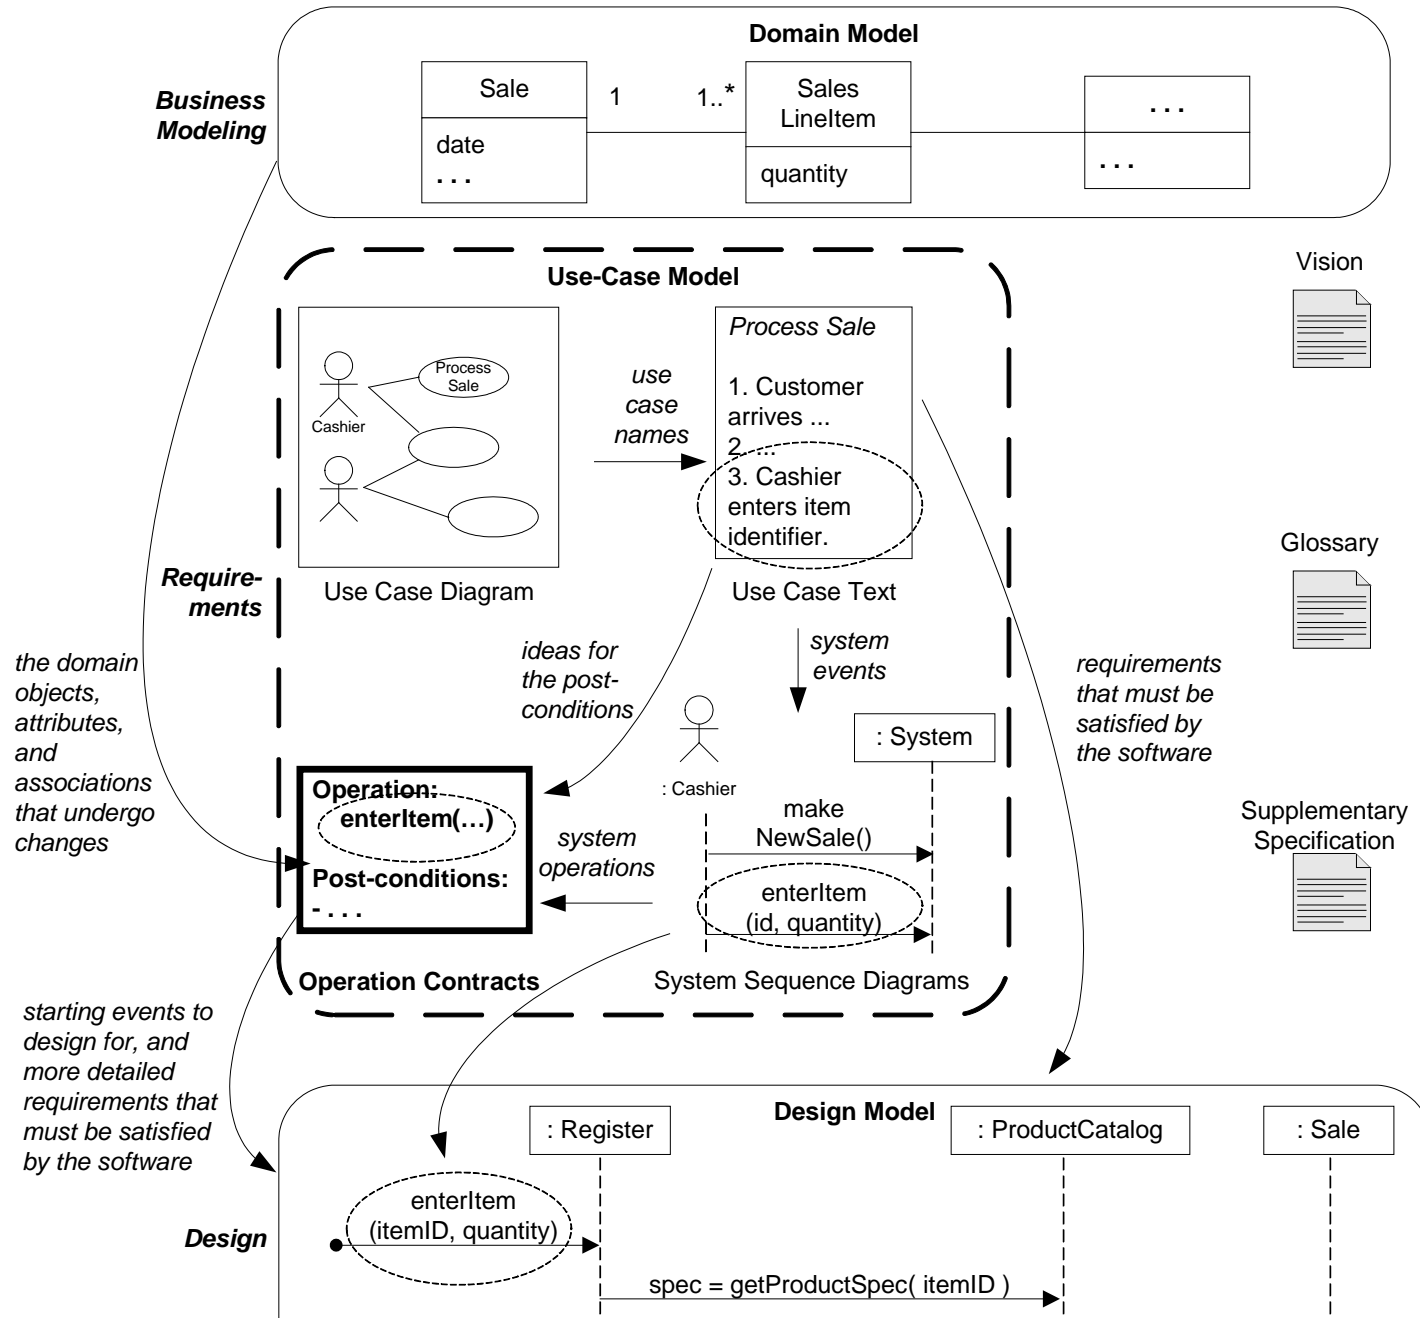 Domain Model
Business
Modeling
Sale
1
1..*
Sales
LineItem
. . .
date
. . .
quantity
. . .
Use-Case Model
Vision
Process
Sale
Cashier
use
case
names
Process Sale
1. Customer
arrives ...
2. ...
3. Cashier
enters item
identifier.
Use Case Diagram
Use Case Text
Glossary
Require-
ments
the domain
objects,
attributes,
and
associations
that undergo
changes
ideas for
the post-
conditions
system
events
requirements
that must be
satisfied by
the software
: System
: Cashier
Operation:
enterItem(…)
Post-conditions:
- . . .
system
operations
make
NewSale()
enterItem
(id, quantity)
Supplementary
Specification
Operation Contracts
System Sequence Diagrams
starting events to
design for, and
more detailed
requirements that
must be satisfied
by the software
Design Model
: Register
: ProductCatalog
: Sale
Design
enterItem
(itemID, quantity)
spec = getProductSpec( itemID )